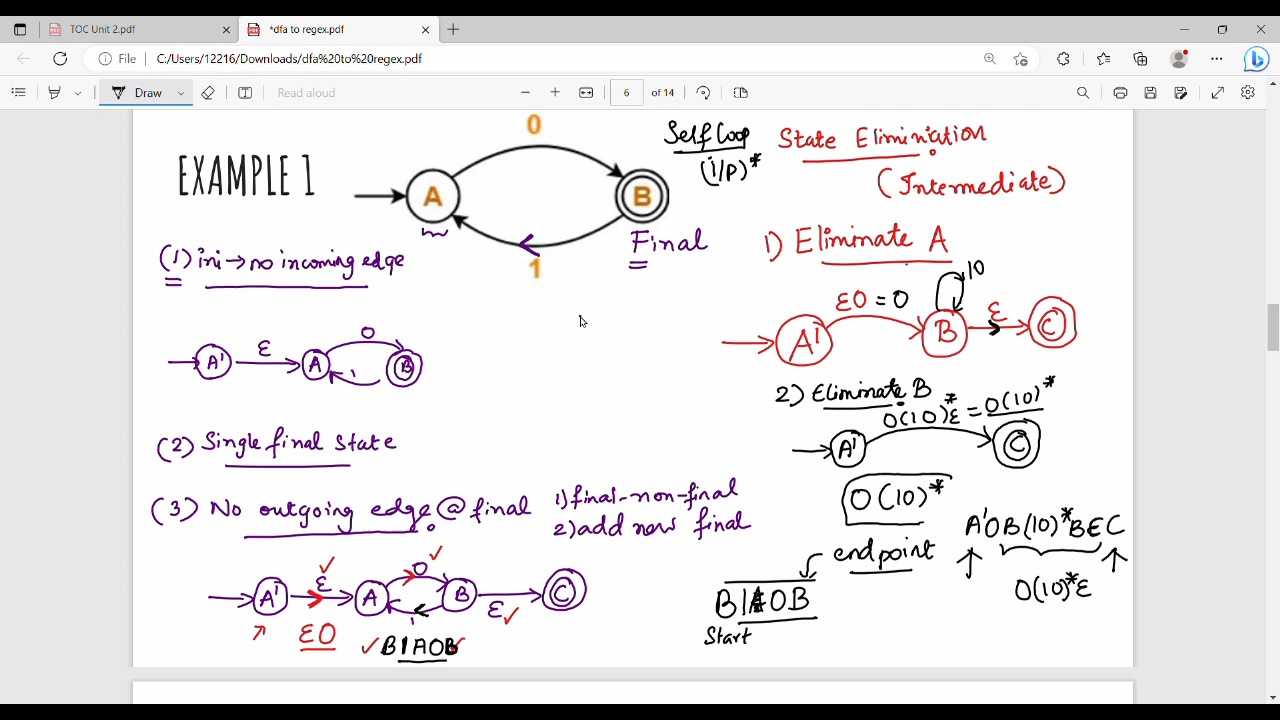 TOC Unit 2.pdf
*dfa to regex.pdf
File C:/Users/12216/Downloads/dfa%20to%20regex.pdf
Draw
Read aloud
6 of 14
EXAMPLE 1
0
A
B
1
Final
Self loop
(i/p)*
State Elimination
(Intermediate)
(1) ini→no incoming edge
A' ε A 0 B 1
(2) Single final state
(3) No outgoing edge @ final
1) final-non-final
2) add new final
A' ε A 0 B 1 ε C
ε0
B1A0B
1) Eliminate A
A' ε0 = 0 B 10 ε C
2) Eliminate B
0(10)*ε = 0(10)*
A' C
0(10)*
endpoint
B1A0B
Start
A'0B(10)*BεC
0(10)*ε